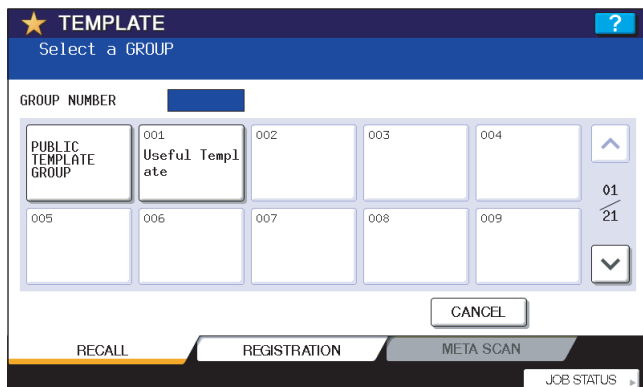 TEMPLATE
?
Select a GROUP
GROUP NUMBER
PUBLIC
TEMPLATE
GROUP
001
Useful Templ
ate
002
003
004
01
21
005
006
007
008
009
CANCEL
RECALL
REGISTRATION
META SCAN
JOB STATUS